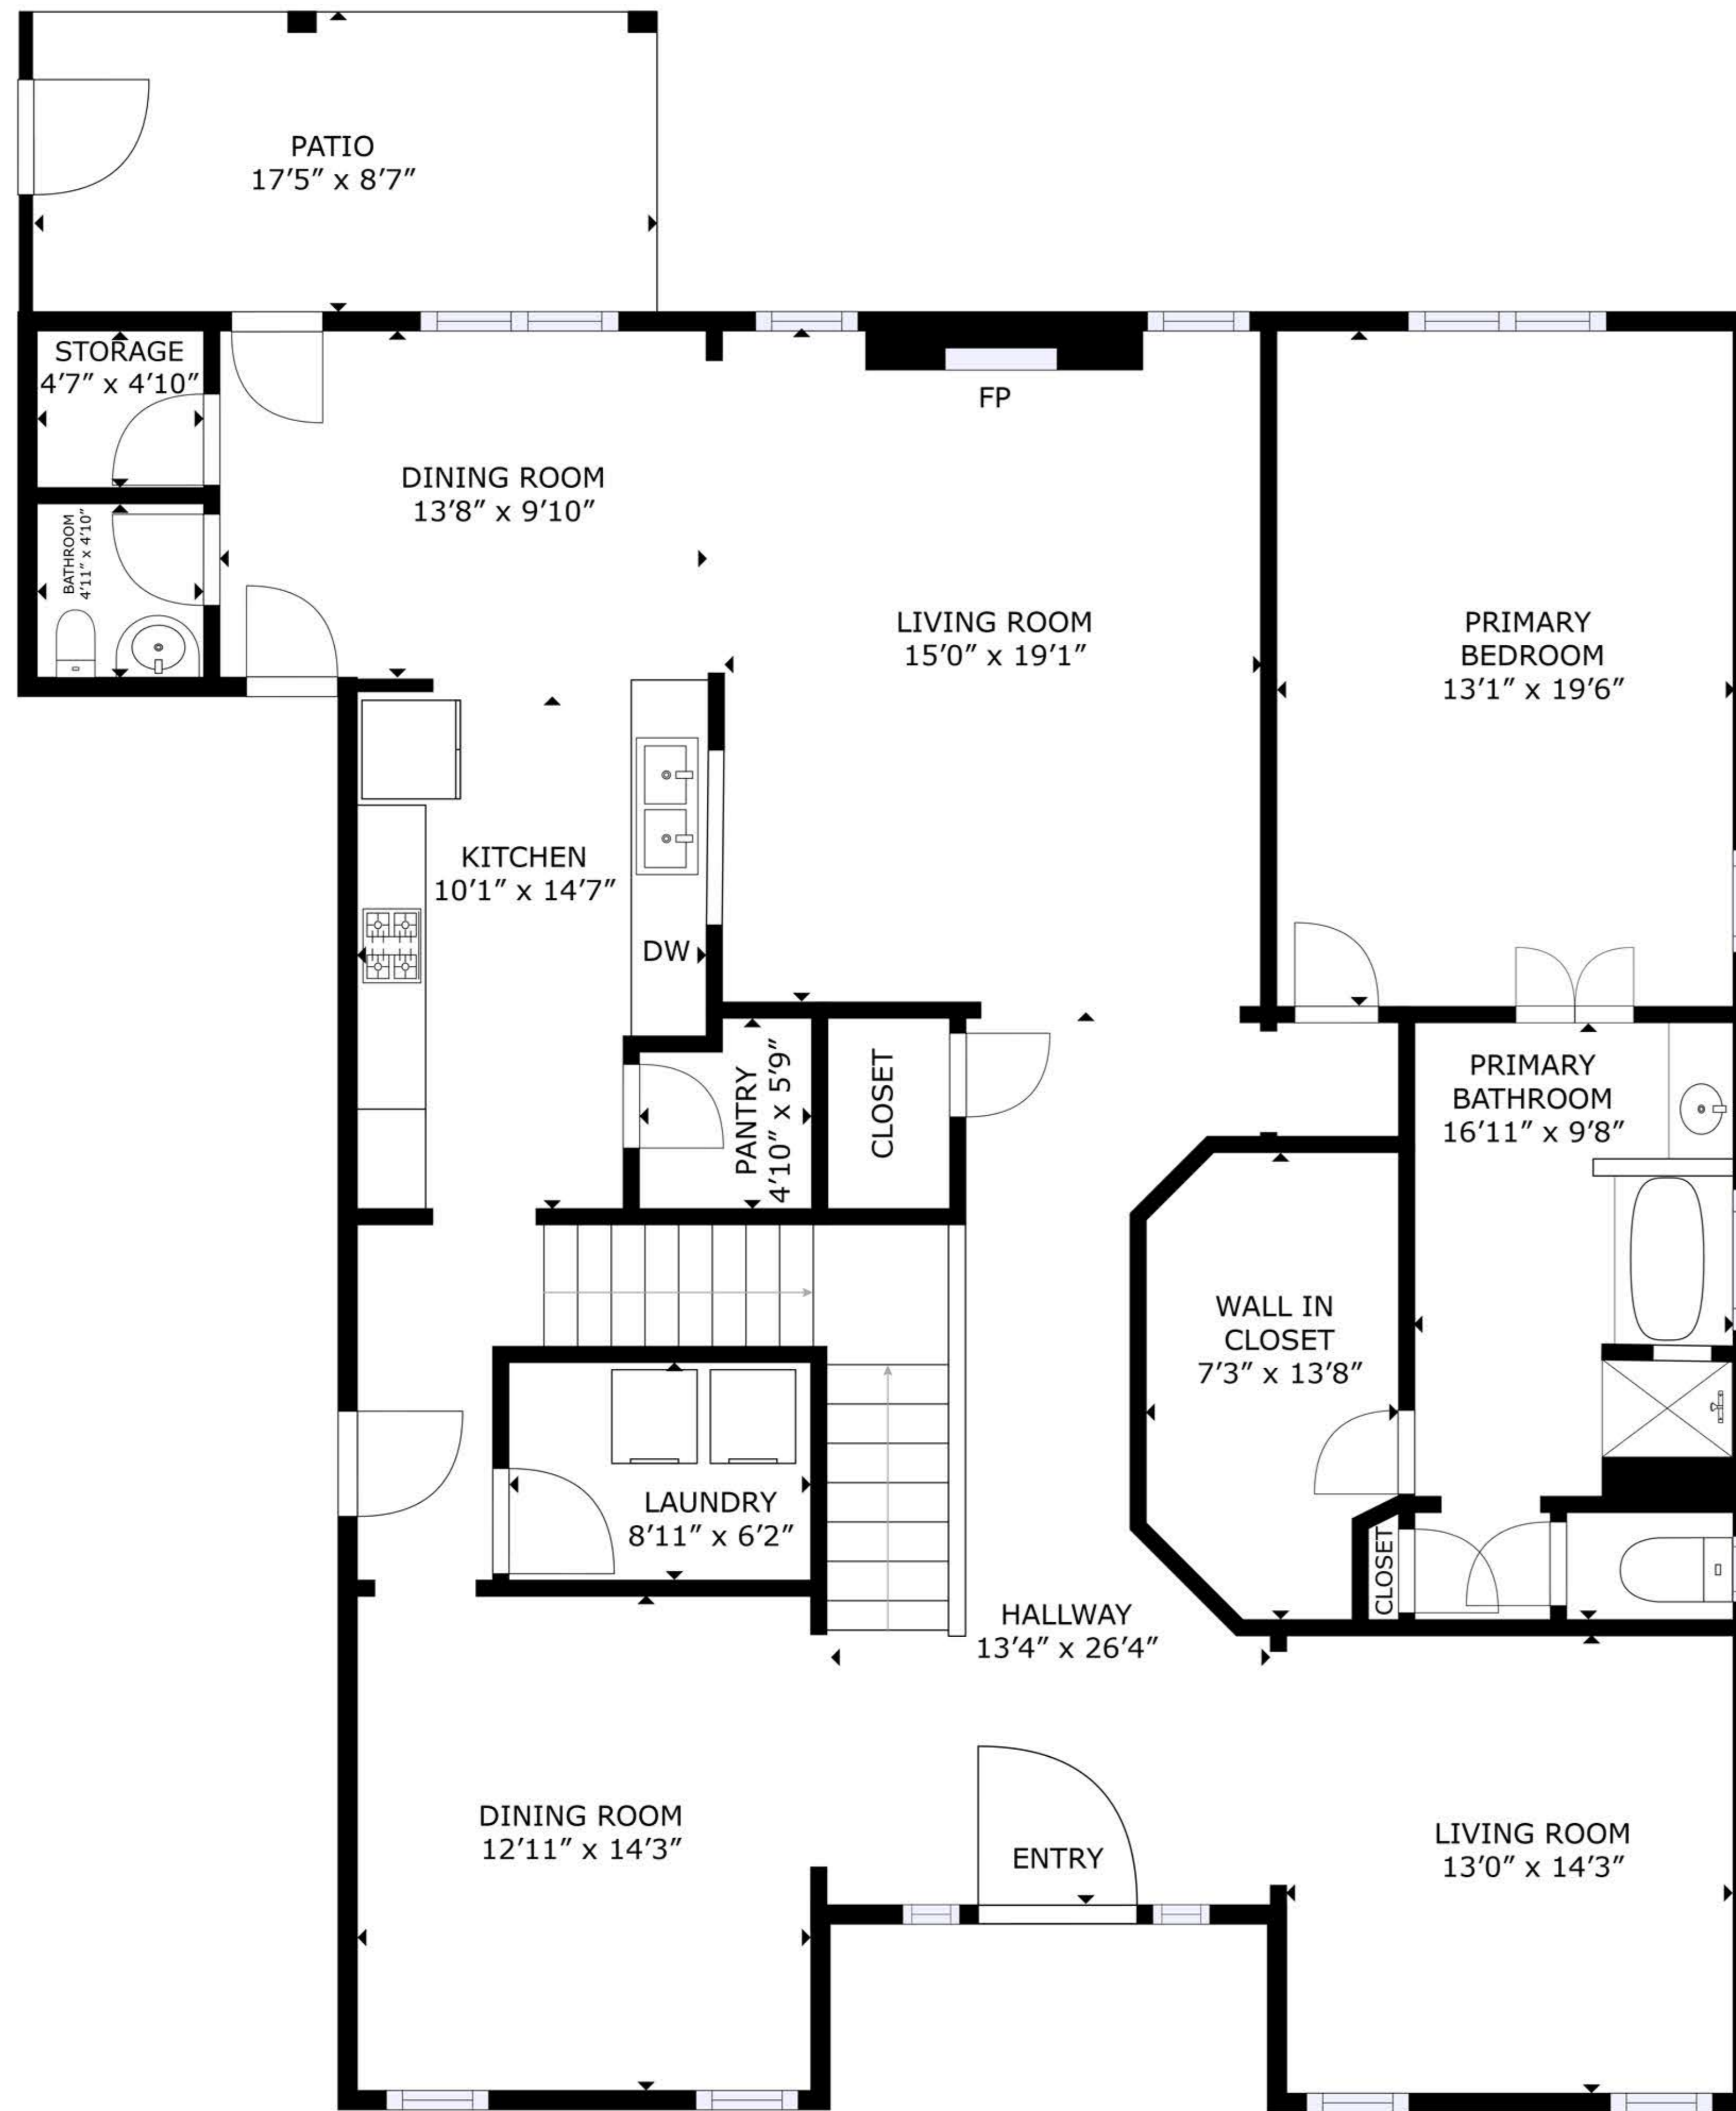 PATIO
17′5″ x 8′7″
STORAGE
4′7″ x 4′10″
FP
DINING ROOM
13′8″ x 9′10″
BATHROOM
4′11″ x 4′10″
LIVING ROOM
15′0″ x 19′1″
PRIMARY
BEDROOM
13′1″ x 19′6″
KITCHEN
10′1″ x 14′7″
DW
PANTRY
4′10″ x 5′9″
CLOSET
PRIMARY
BATHROOM
16′11″ x 9′8″
WALL IN
CLOSET
7′3″ x 13′8″
LAUNDRY
8′11″ x 6′2″
CLOSET
HALLWAY
13′4″ x 26′4″
DINING ROOM
12′11″ x 14′3″
ENTRY
LIVING ROOM
13′0″ x 14′3″